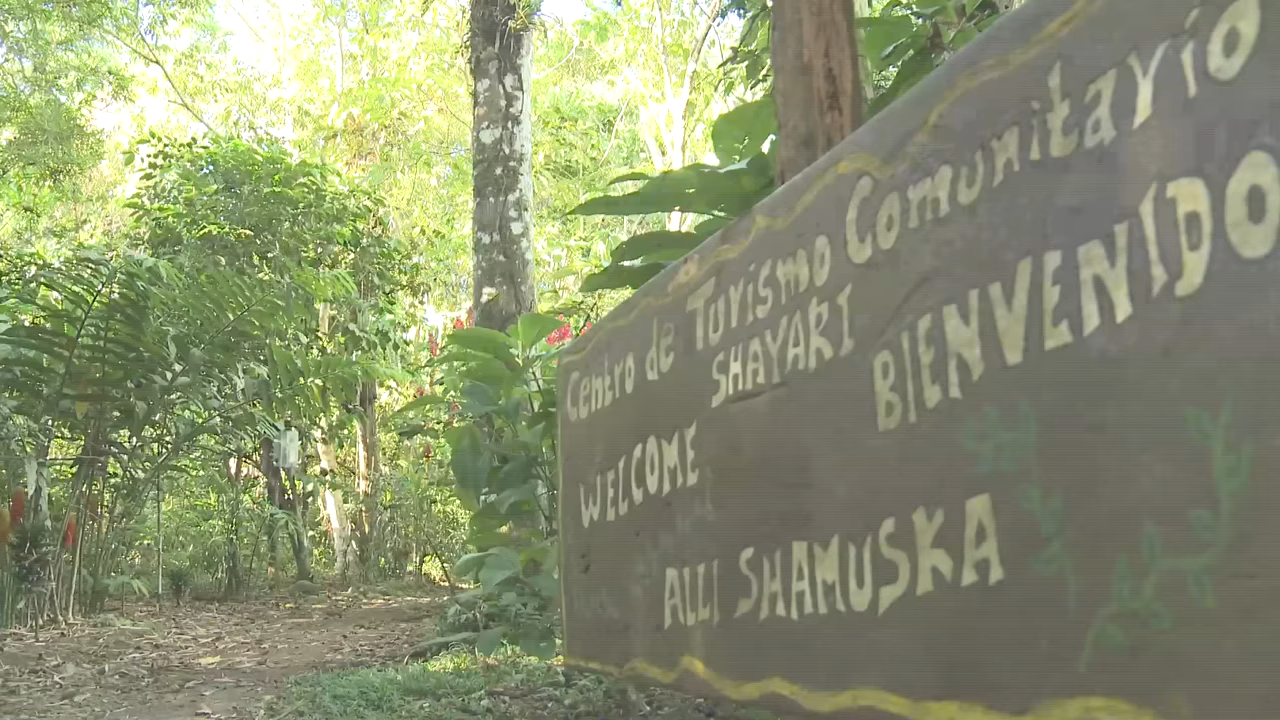 Centro de Turismo Comunitario
SHAYARI
BIENVENIDO
WELCOME
ALLI SHAMUSKA